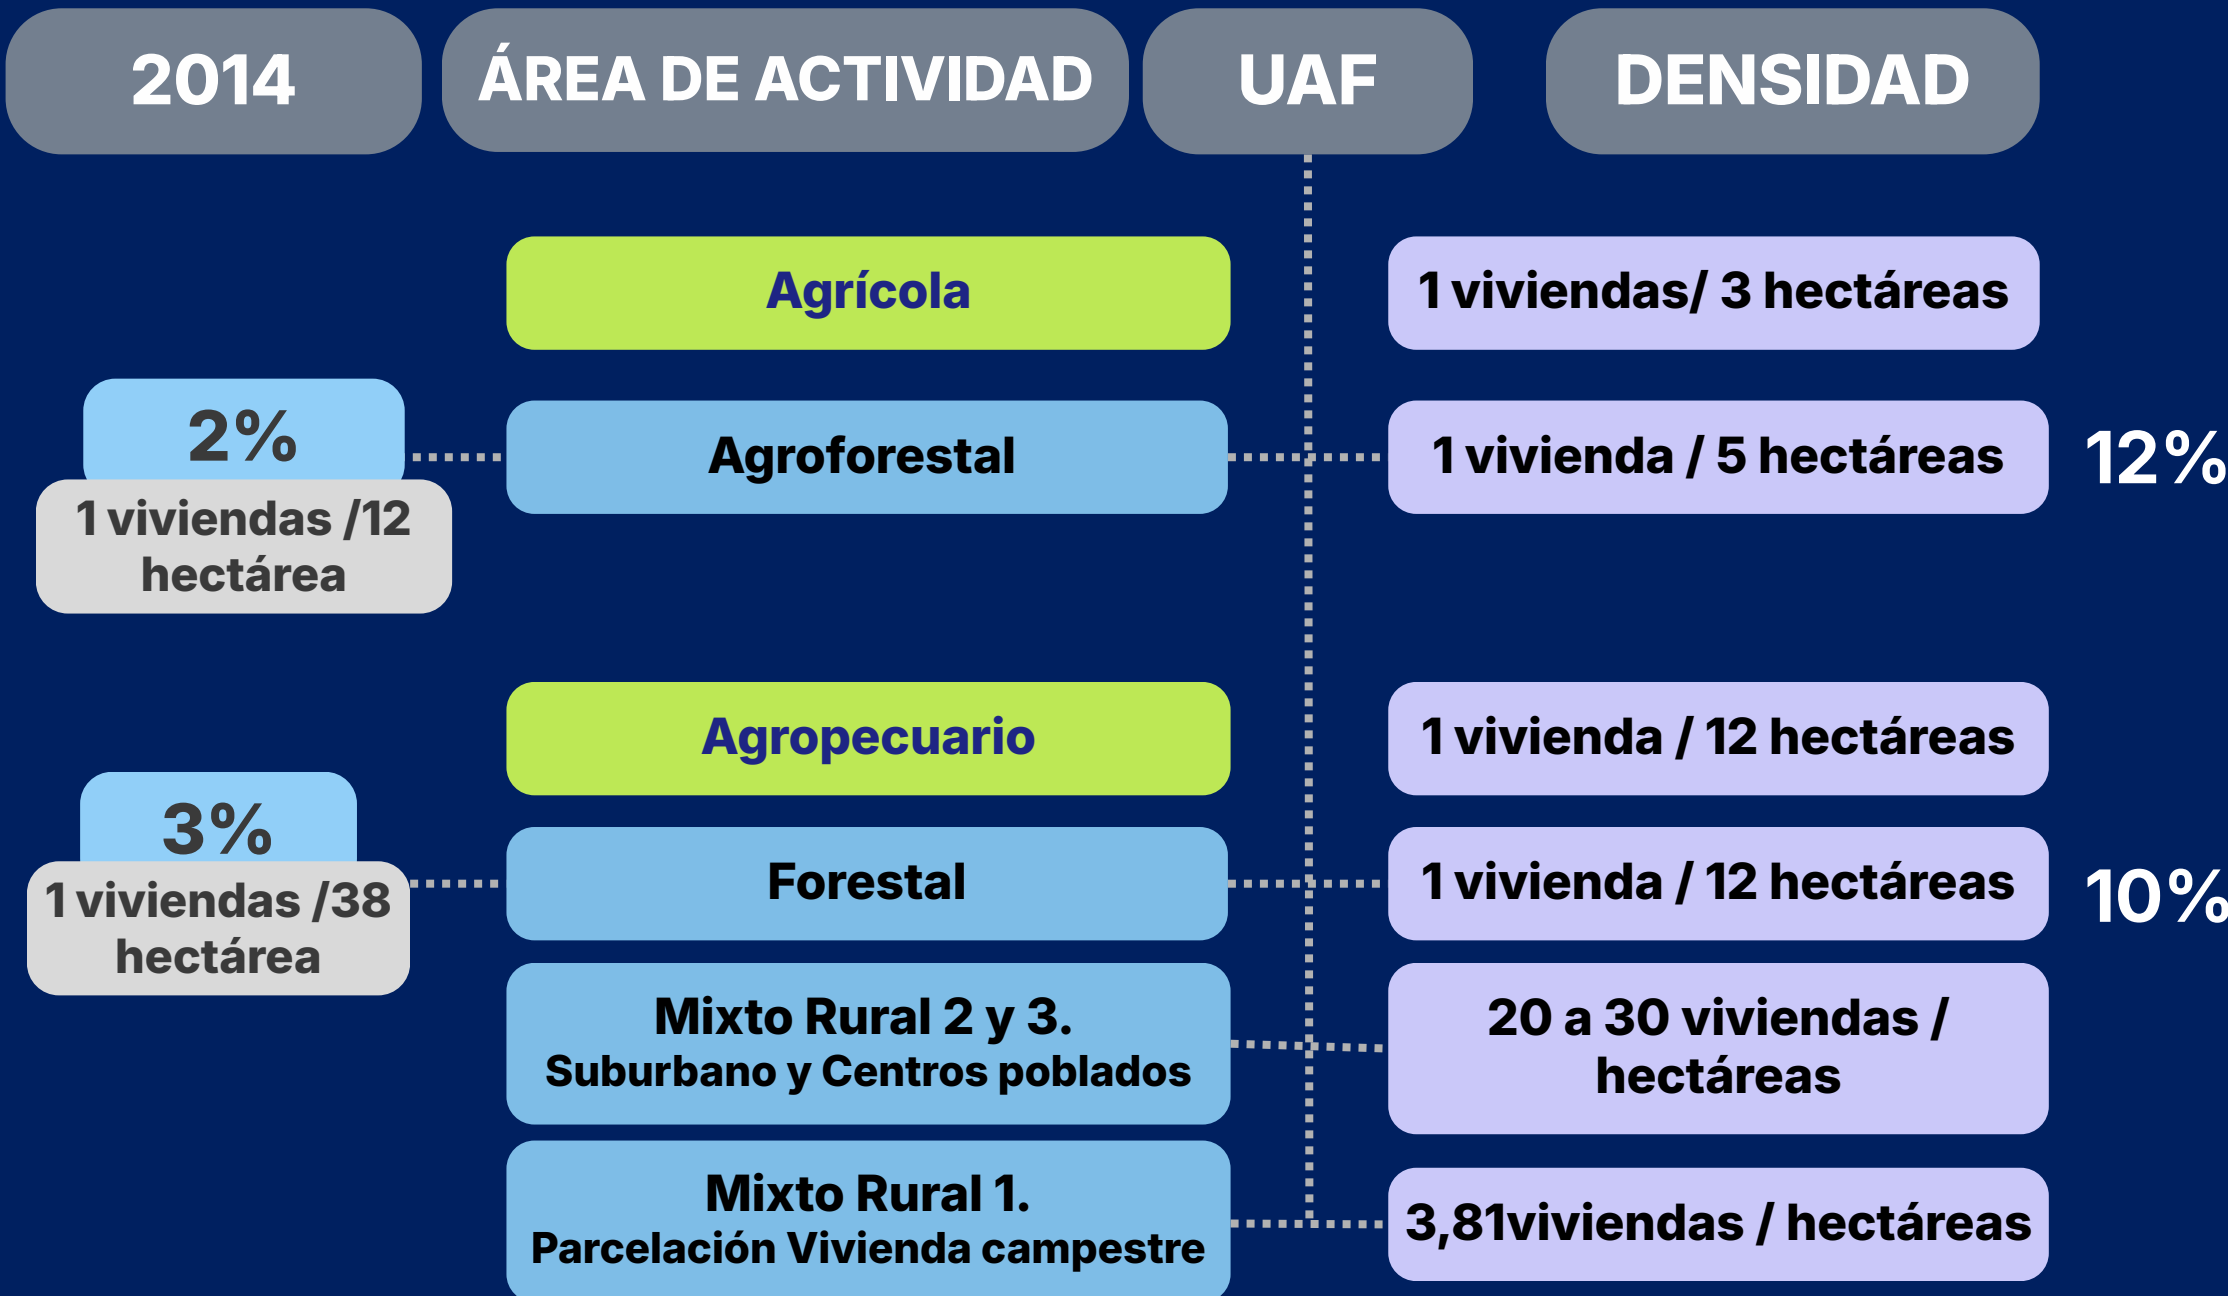 2014
ÁREA DE ACTIVIDAD
UAF
DENSIDAD
Agrícola
1 viviendas/ 3 hectáreas
2%
1 viviendas /12
hectárea
Agroforestal
1 vivienda / 5 hectáreas
12%
Agropecuario
1 vivienda / 12 hectáreas
3%
1 viviendas /38
hectárea
Forestal
1 vivienda / 12 hectáreas
10%
Mixto Rural 2 y 3.
Suburbano y Centros poblados
20 a 30 viviendas /
hectáreas
Mixto Rural 1.
Parcelación Vivienda campestre
3,81viviendas / hectáreas